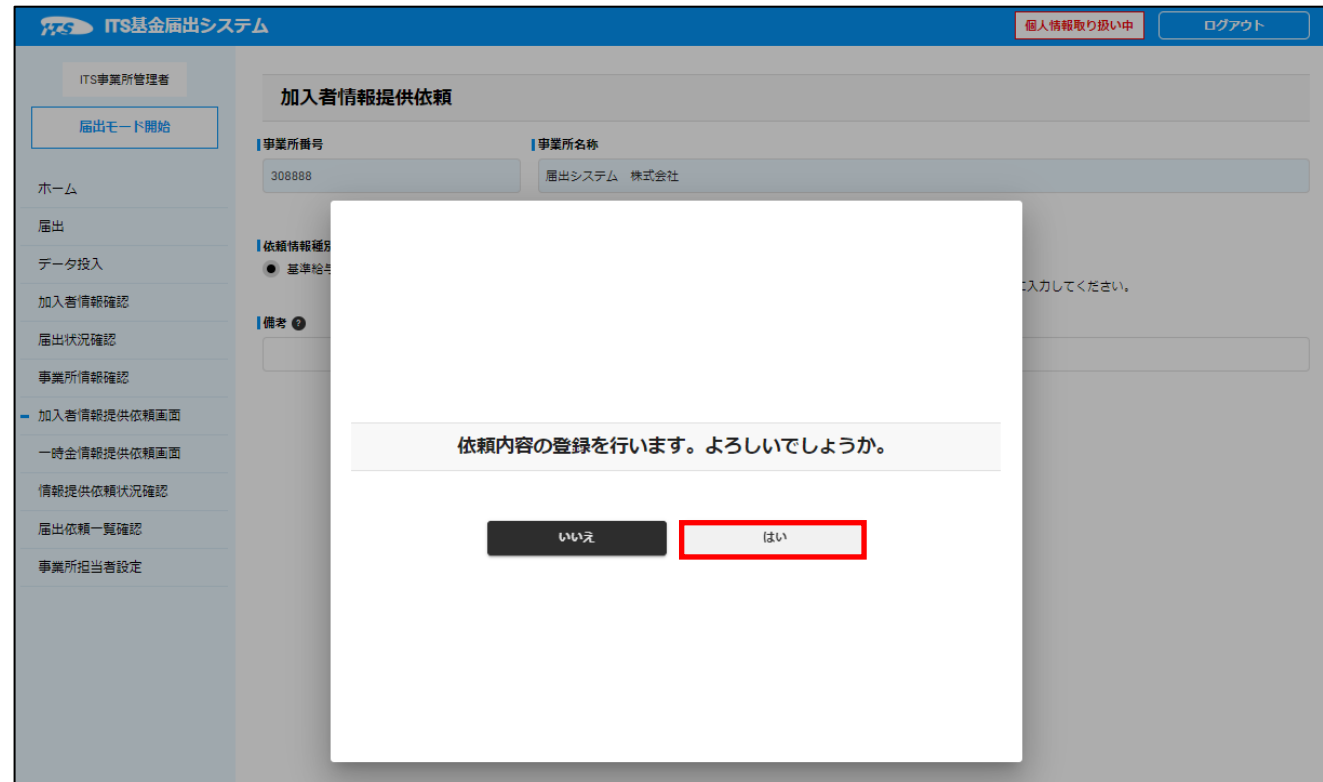 ITS ITS基金届出システム 個人情報取り扱い中 ログアウト
ITS事業所管理者
届出モード開始
ホーム
届出
データ投入
加入者情報確認
届出状況確認
事業所情報確認
加入者情報提供依頼画面
一時金情報提供依頼画面
情報提供依頼状況確認
届出依頼一覧確認
事業所担当者設定
加入者情報提供依頼
事業所番号 事業所名称
308888 届出システム 株式会社
依頼情報種別
基準給与
に入力してください。
備考 ?
依頼内容の登録を行います。よろしいでしょうか。
いいえ はい